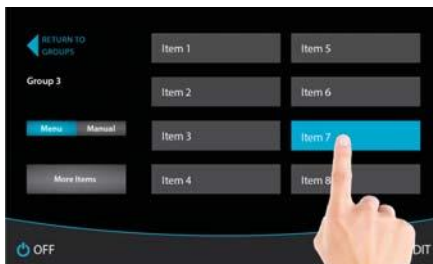 RETURN TO
GROUPS
Group 3
Menu Manual
More Items
Item 1
Item 2
Item 3
Item 4
Item 5
Item 6
Item 7
Item 8
OFF